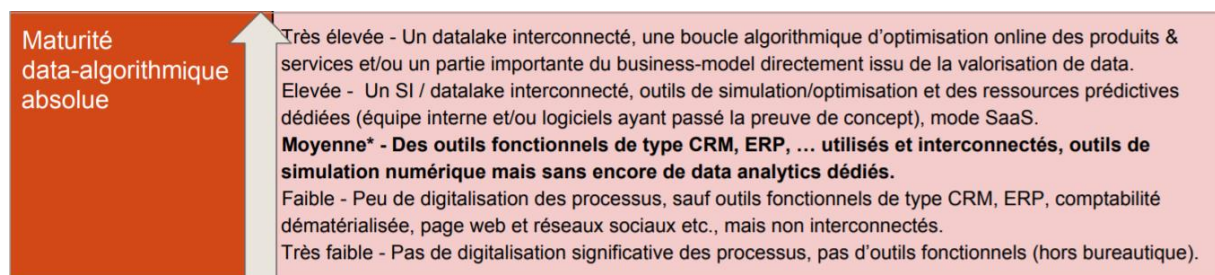 Maturité
data-algorithmique
absolue
Très élevée - Un datalake interconnecté, une boucle algorithmique d’optimisation online des produits &
services et/ou un partie importante du business-model directement issu de la valorisation de data.
Elevée - Un SI / datalake interconnecté, outils de simulation/optimisation et des ressources prédictives
dédiées (équipe interne et/ou logiciels ayant passé la preuve de concept), mode SaaS.
Moyenne* - Des outils fonctionnels de type CRM, ERP, … utilisés et interconnectés, outils de
simulation numérique mais sans encore de data analytics dédiés.
Faible - Peu de digitalisation des processus, sauf outils fonctionnels de type CRM, ERP, comptabilité
dématérialisée, page web et réseaux sociaux etc., mais non interconnectés.
Très faible - Pas de digitalisation significative des processus, pas d’outils fonctionnels (hors bureautique).